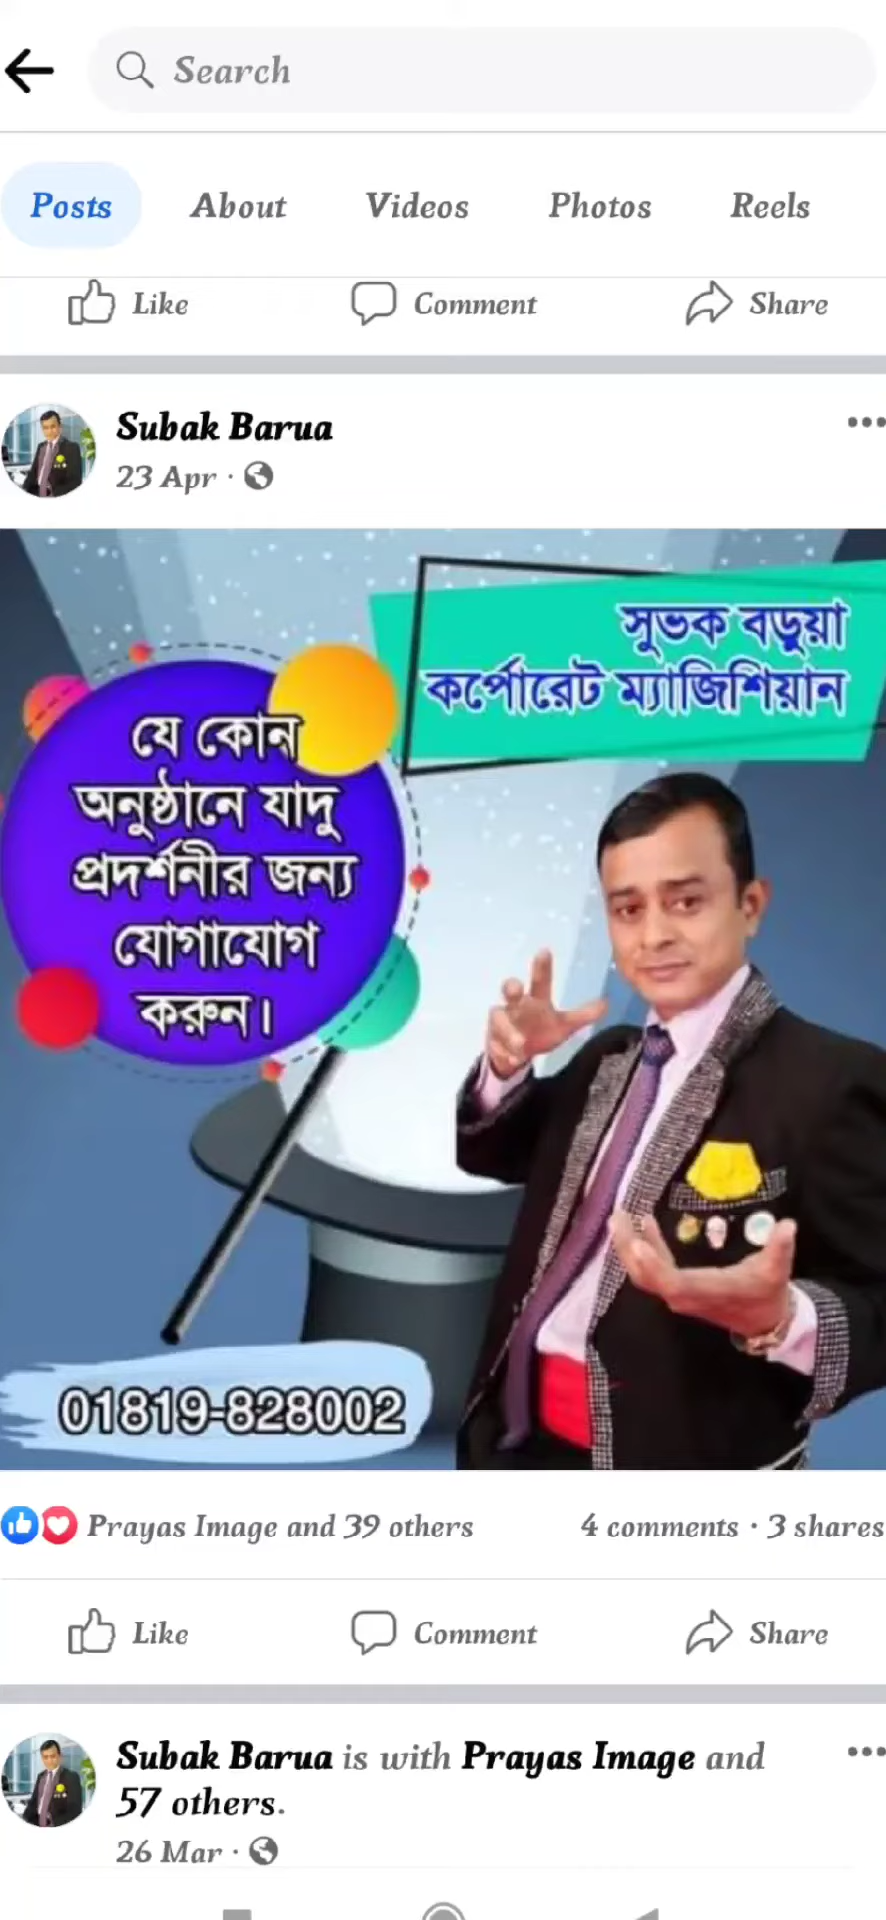 Search
Posts About Videos Photos Reels
Like Comment Share
Subak Barua
23 Apr ·
সুভক বড়ুয়া
কর্পোরেট ম্যাজিশিয়ান
যে কোন
অনুষ্ঠানে যাদু
প্রদর্শনীর জন্য
যোগাযোগ
করুন।
01819-828002
Prayas Image and 39 others 4 comments · 3 shares
Like Comment Share
Subak Barua is with Prayas Image and
57 others.
26 Mar ·